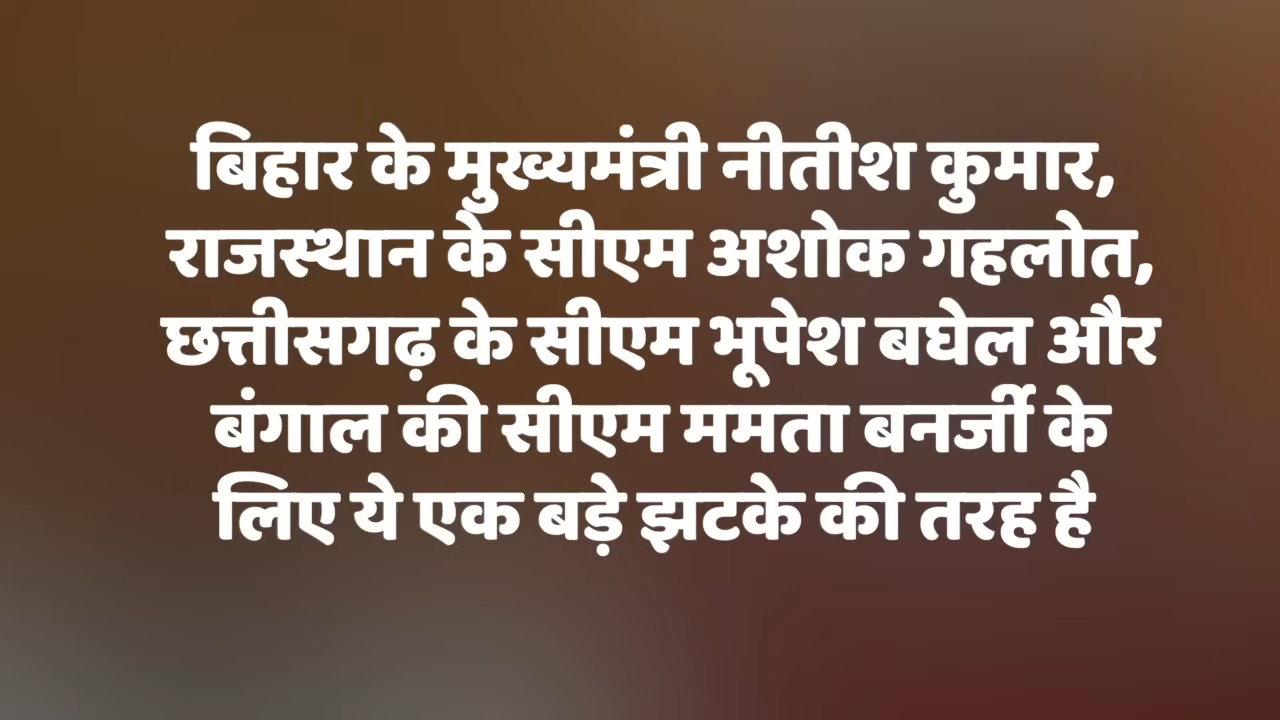 बिहार के मुख्यमंत्री नीतीश कुमार,
राजस्थान के सीएम अशोक गहलोत,
छत्तीसगढ़ के सीएम भूपेश बघेल और
बंगाल की सीएम ममता बनर्जी के
लिए ये एक बड़े झटके की तरह है